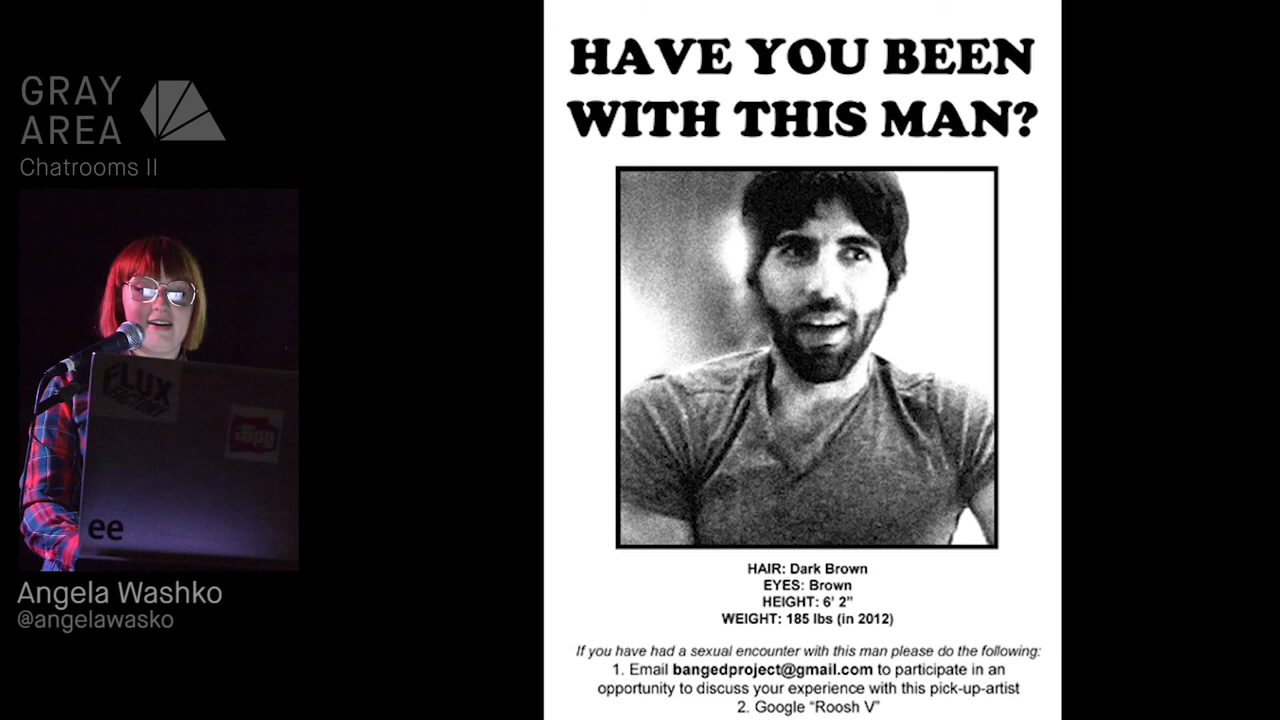 GRAY
AREA
Chatrooms II
FLUX
FACTORY
ee
Angela Washko
@angelawasko
HAVE YOU BEEN
WITH THIS MAN?
HAIR: Dark Brown
EYES: Brown
HEIGHT: 6' 2"
WEIGHT: 185 lbs (in 2012)
If you have had a sexual encounter with this man please do the following:
1. Email bangedproject@gmail.com to participate in an
opportunity to discuss your experience with this pick-up-artist
2. Google “Roosh V”